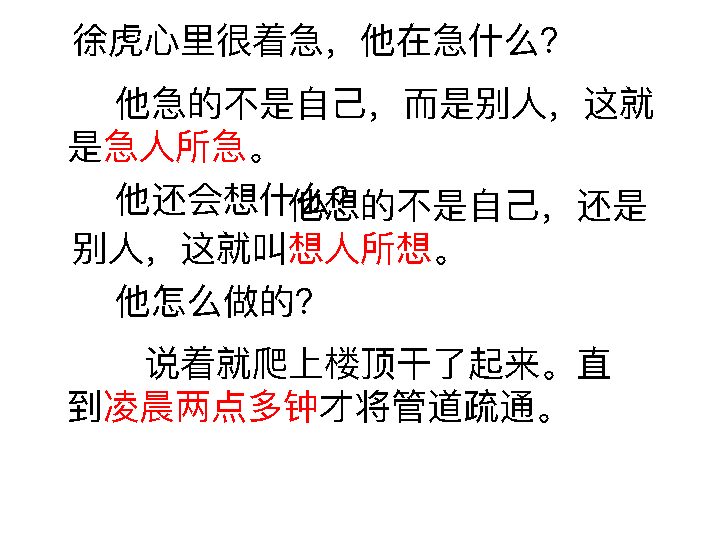 徐虎心里很着急，他在急什么？
他急的不是自己，而是别人，这就
是急人所急。
他还会想什么？
他想的不是自己，还是
别人，这就叫想人所想。
他怎么做的？
说着就爬上楼顶干了起来。直
到凌晨两点多钟才将管道疏通。